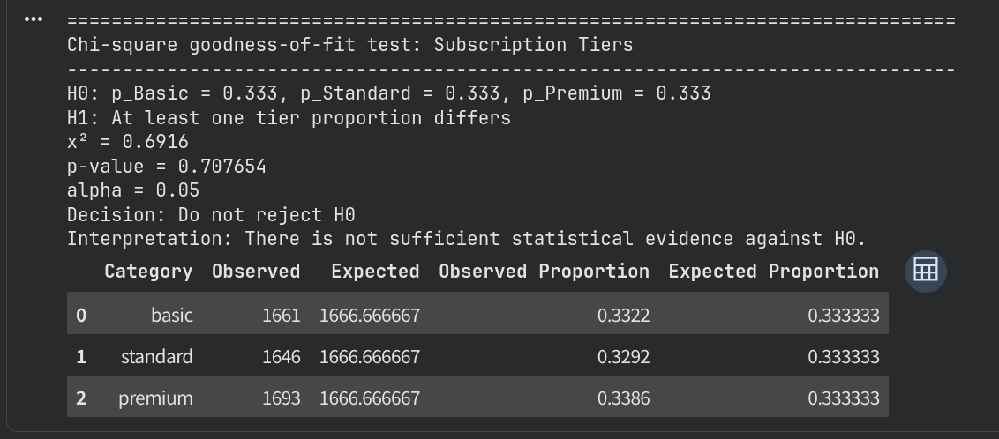 ================================================================================
Chi-square goodness-of-fit test: Subscription Tiers
--------------------------------------------------------------------------------
H0: p_Basic = 0.333, p_Standard = 0.333, p_Premium = 0.333
H1: At least one tier proportion differs
x² = 0.6916
p-value = 0.707654
alpha = 0.05
Decision: Do not reject H0
Interpretation: There is not sufficient statistical evidence against H0.
Category Observed Expected Observed Proportion Expected Proportion
0 basic 1661 1666.666667 0.3322 0.333333
1 standard 1646 1666.666667 0.3292 0.333333
2 premium 1693 1666.666667 0.3386 0.333333